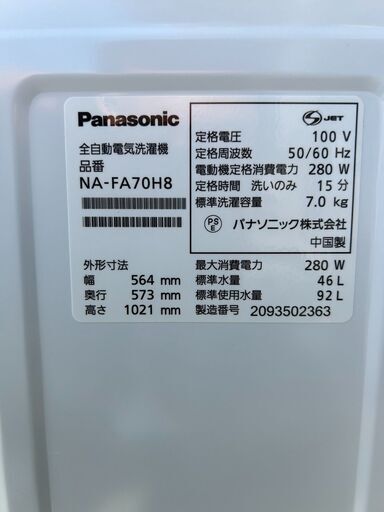 Panasonic
全自動電気洗濯機
品番
NA-FA70H8
外形寸法
幅 564 mm
奥行 573 mm
高さ 1021 mm
S JET
定格電圧 100 V
定格周波数 50/60 Hz
電動機定格消費電力 280 W
定格時間 洗いのみ 15 分
標準洗濯容量 7.0 kg
PS E パナソニック株式会社
中国製
最大消費電力 280 W
標準水量 46 L
標準使用水量 92 L
製造番号 2093502363